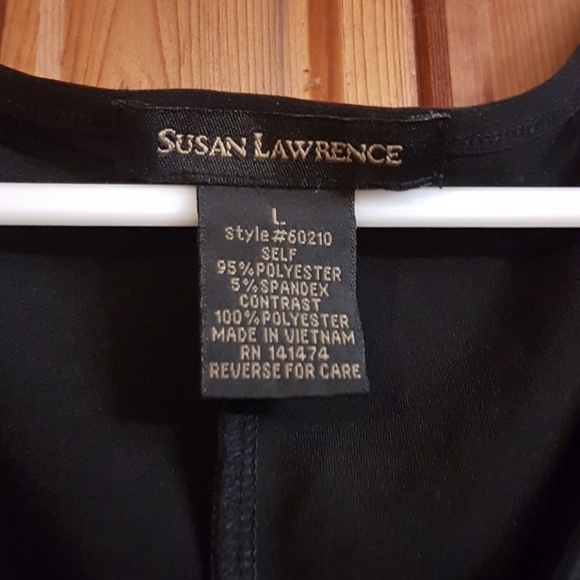 SUSAN LAWRENCE
L
Style#60210
SELF
95%POLYESTER
5%SPANDEX
CONTRAST
100%POLYESTER
MADE IN VIETNAM
RN 141474
REVERSE FOR CARE